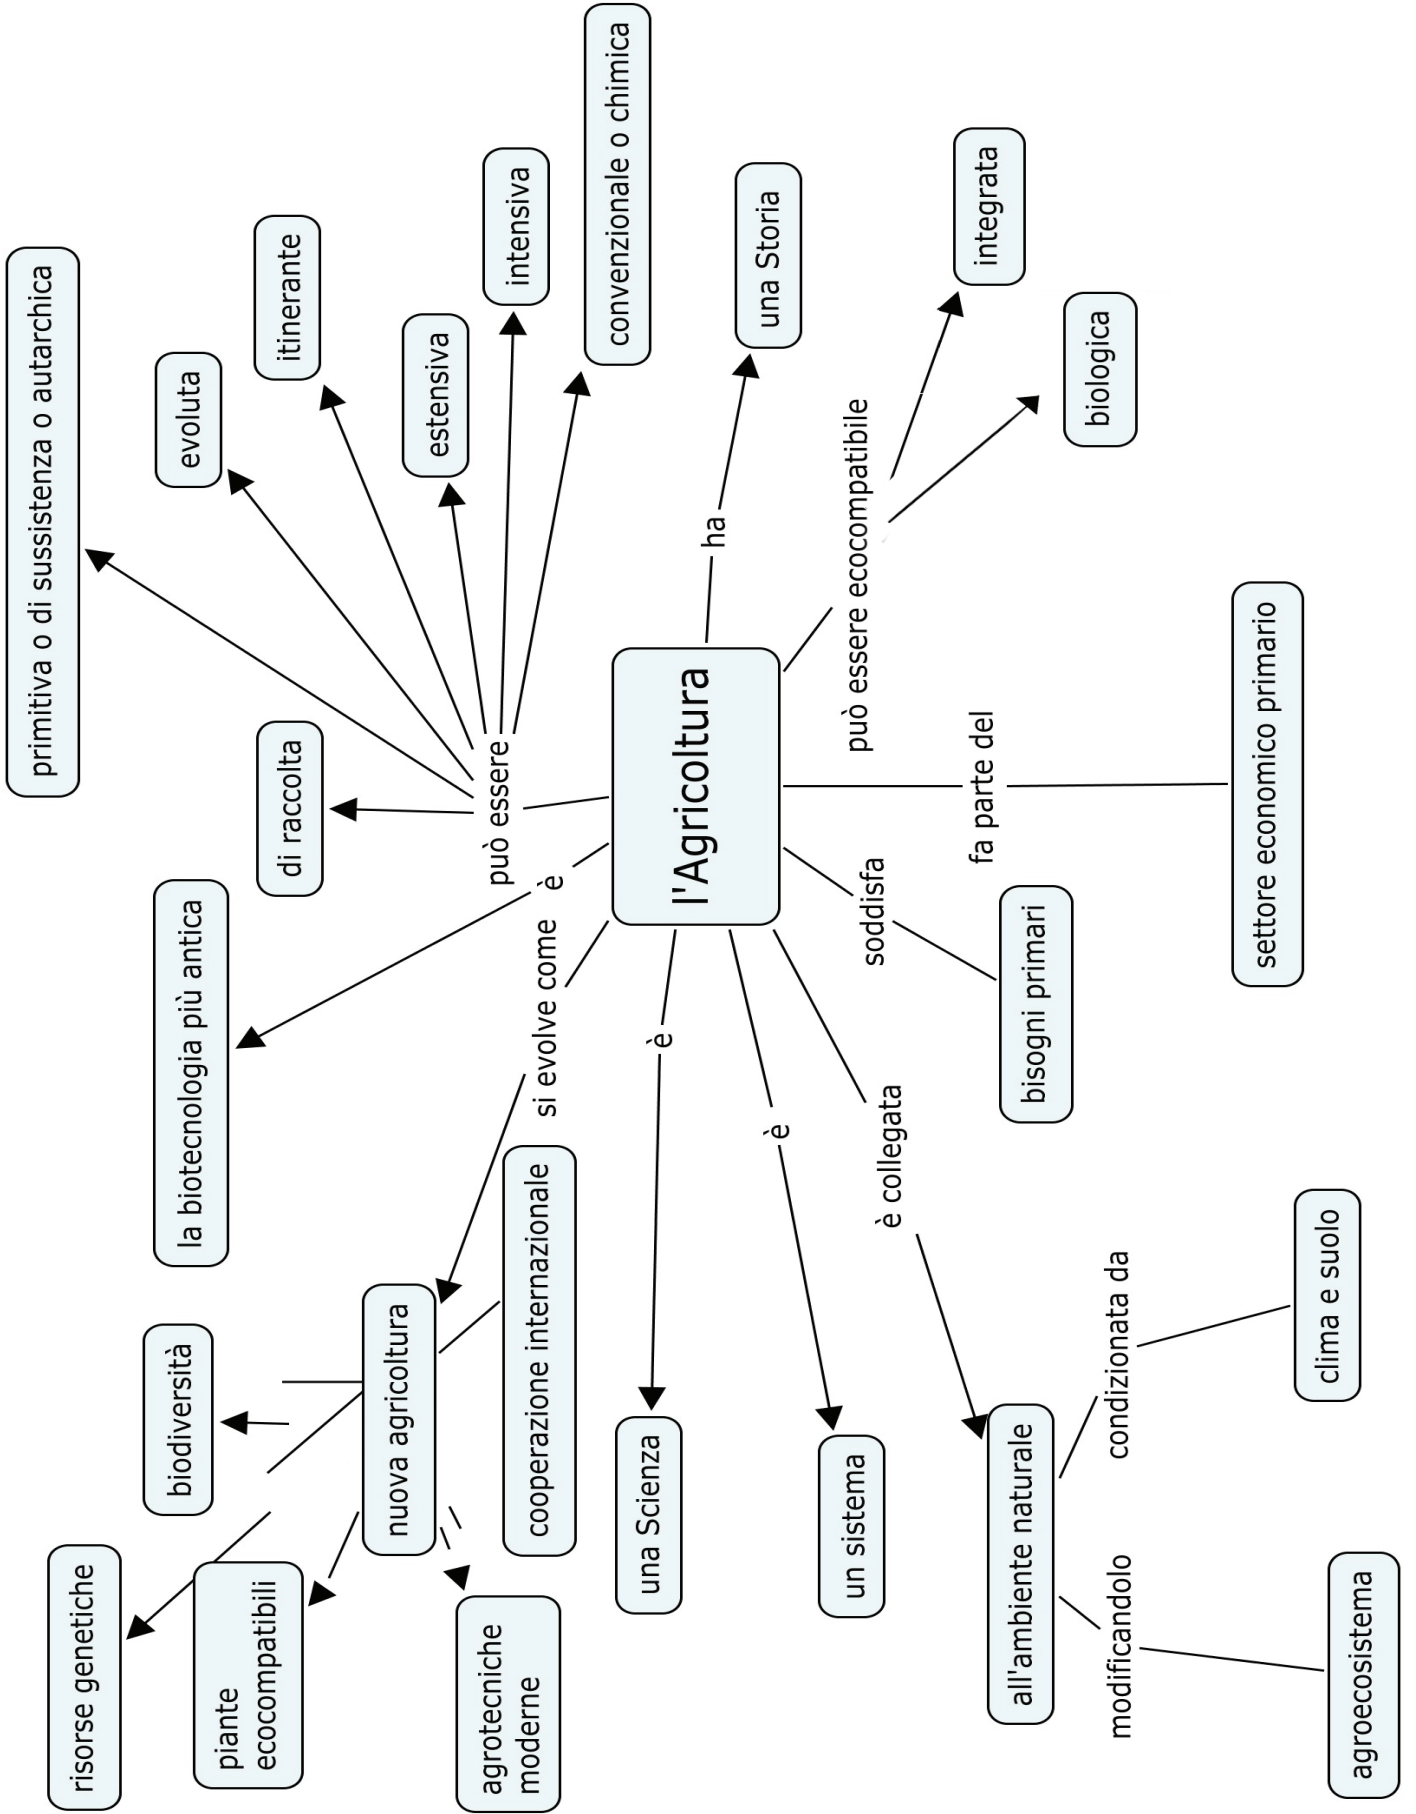 primitiva o di sussistenza o autarchica
evoluta
itinerante
estensiva
intensiva
convenzionale o chimica
di raccolta
può essere
la biotecnologia più antica
è
si evolve come
nuova agricoltura
biodiversità
risorse genetiche
piante
ecocompatibili
agrotecniche
moderne
cooperazione internazionale
l'Agricoltura
ha
una Storia
può essere ecocompatibile
integrata
biologica
fa parte del
settore economico primario
soddisfa
bisogni primari
è
una Scienza
è
un sistema
è collegata
all'ambiente naturale
condizionata da
clima e suolo
modificandolo
agroecosistema